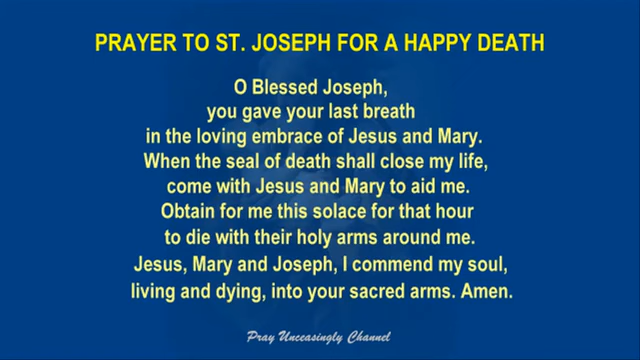 PRAYER TO ST. JOSEPH FOR A HAPPY DEATH
O Blessed Joseph,
you gave your last breath
in the loving embrace of Jesus and Mary.
When the seal of death shall close my life,
come with Jesus and Mary to aid me.
Obtain for me this solace for that hour
to die with their holy arms around me.
Jesus, Mary and Joseph, I commend my soul,
living and dying, into your sacred arms. Amen.
Pray Unceasingly Channel